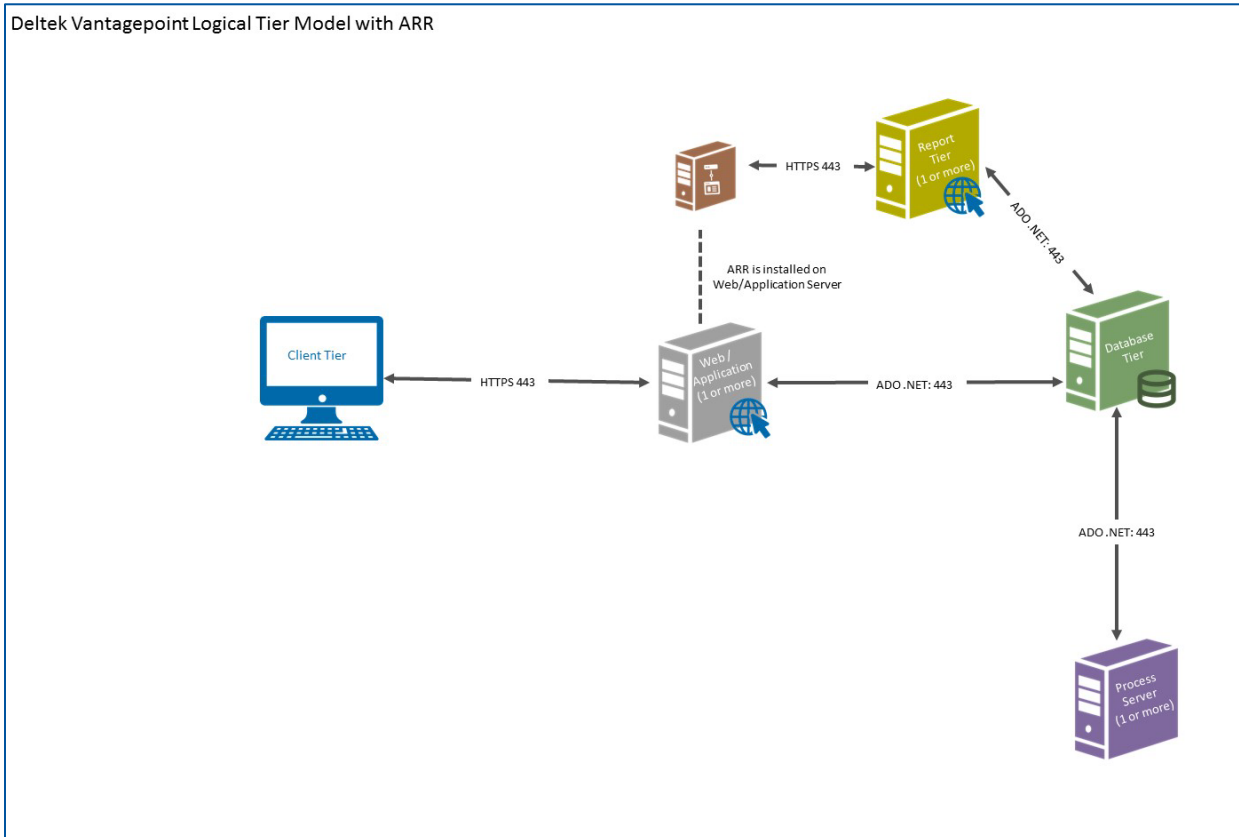 Deltek Vantagepoint Logical Tier Model with ARR
Report
Tier
(1 or more)
HTTPS 443
ADO .NET: 443
ARR is installed on
Web/Application Server
Client Tier
HTTPS 443
Web /
Application
(1 or more)
ADO .NET: 443
Database
Tier
ADO .NET: 443
Process
Server
(1 or more)